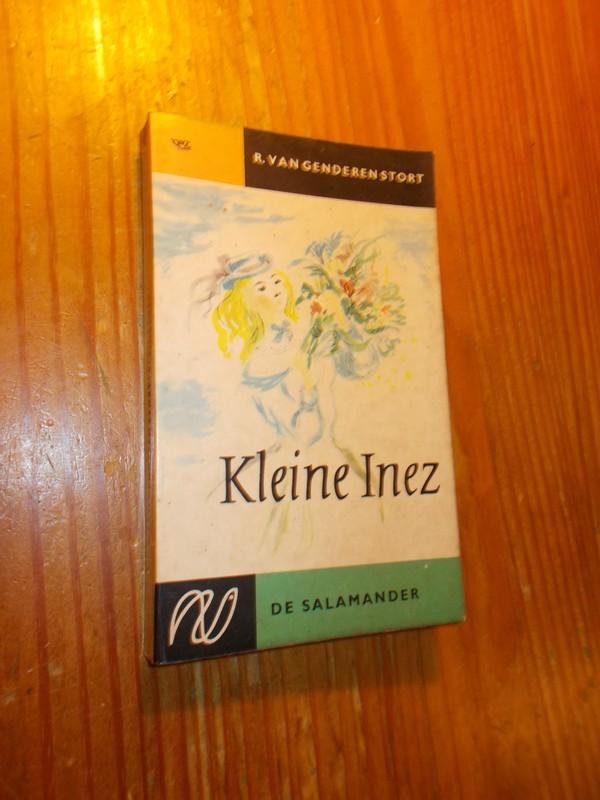 R. VAN GENDEREN STORT
Kleine Inez
DE SALAMANDER